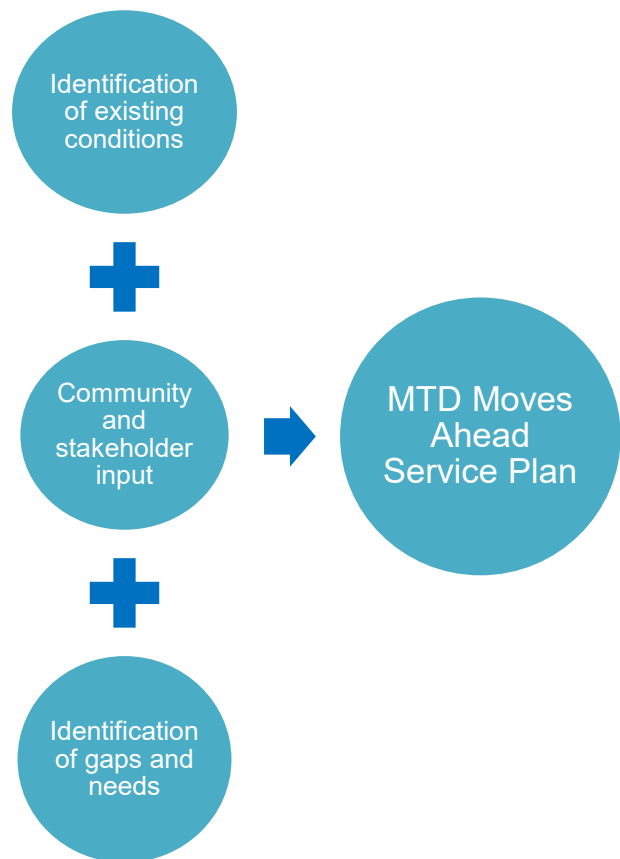 Identification
of existing
conditions
Community
and
stakeholder
input
MTD Moves
Ahead
Service Plan
Identification
of gaps and
needs